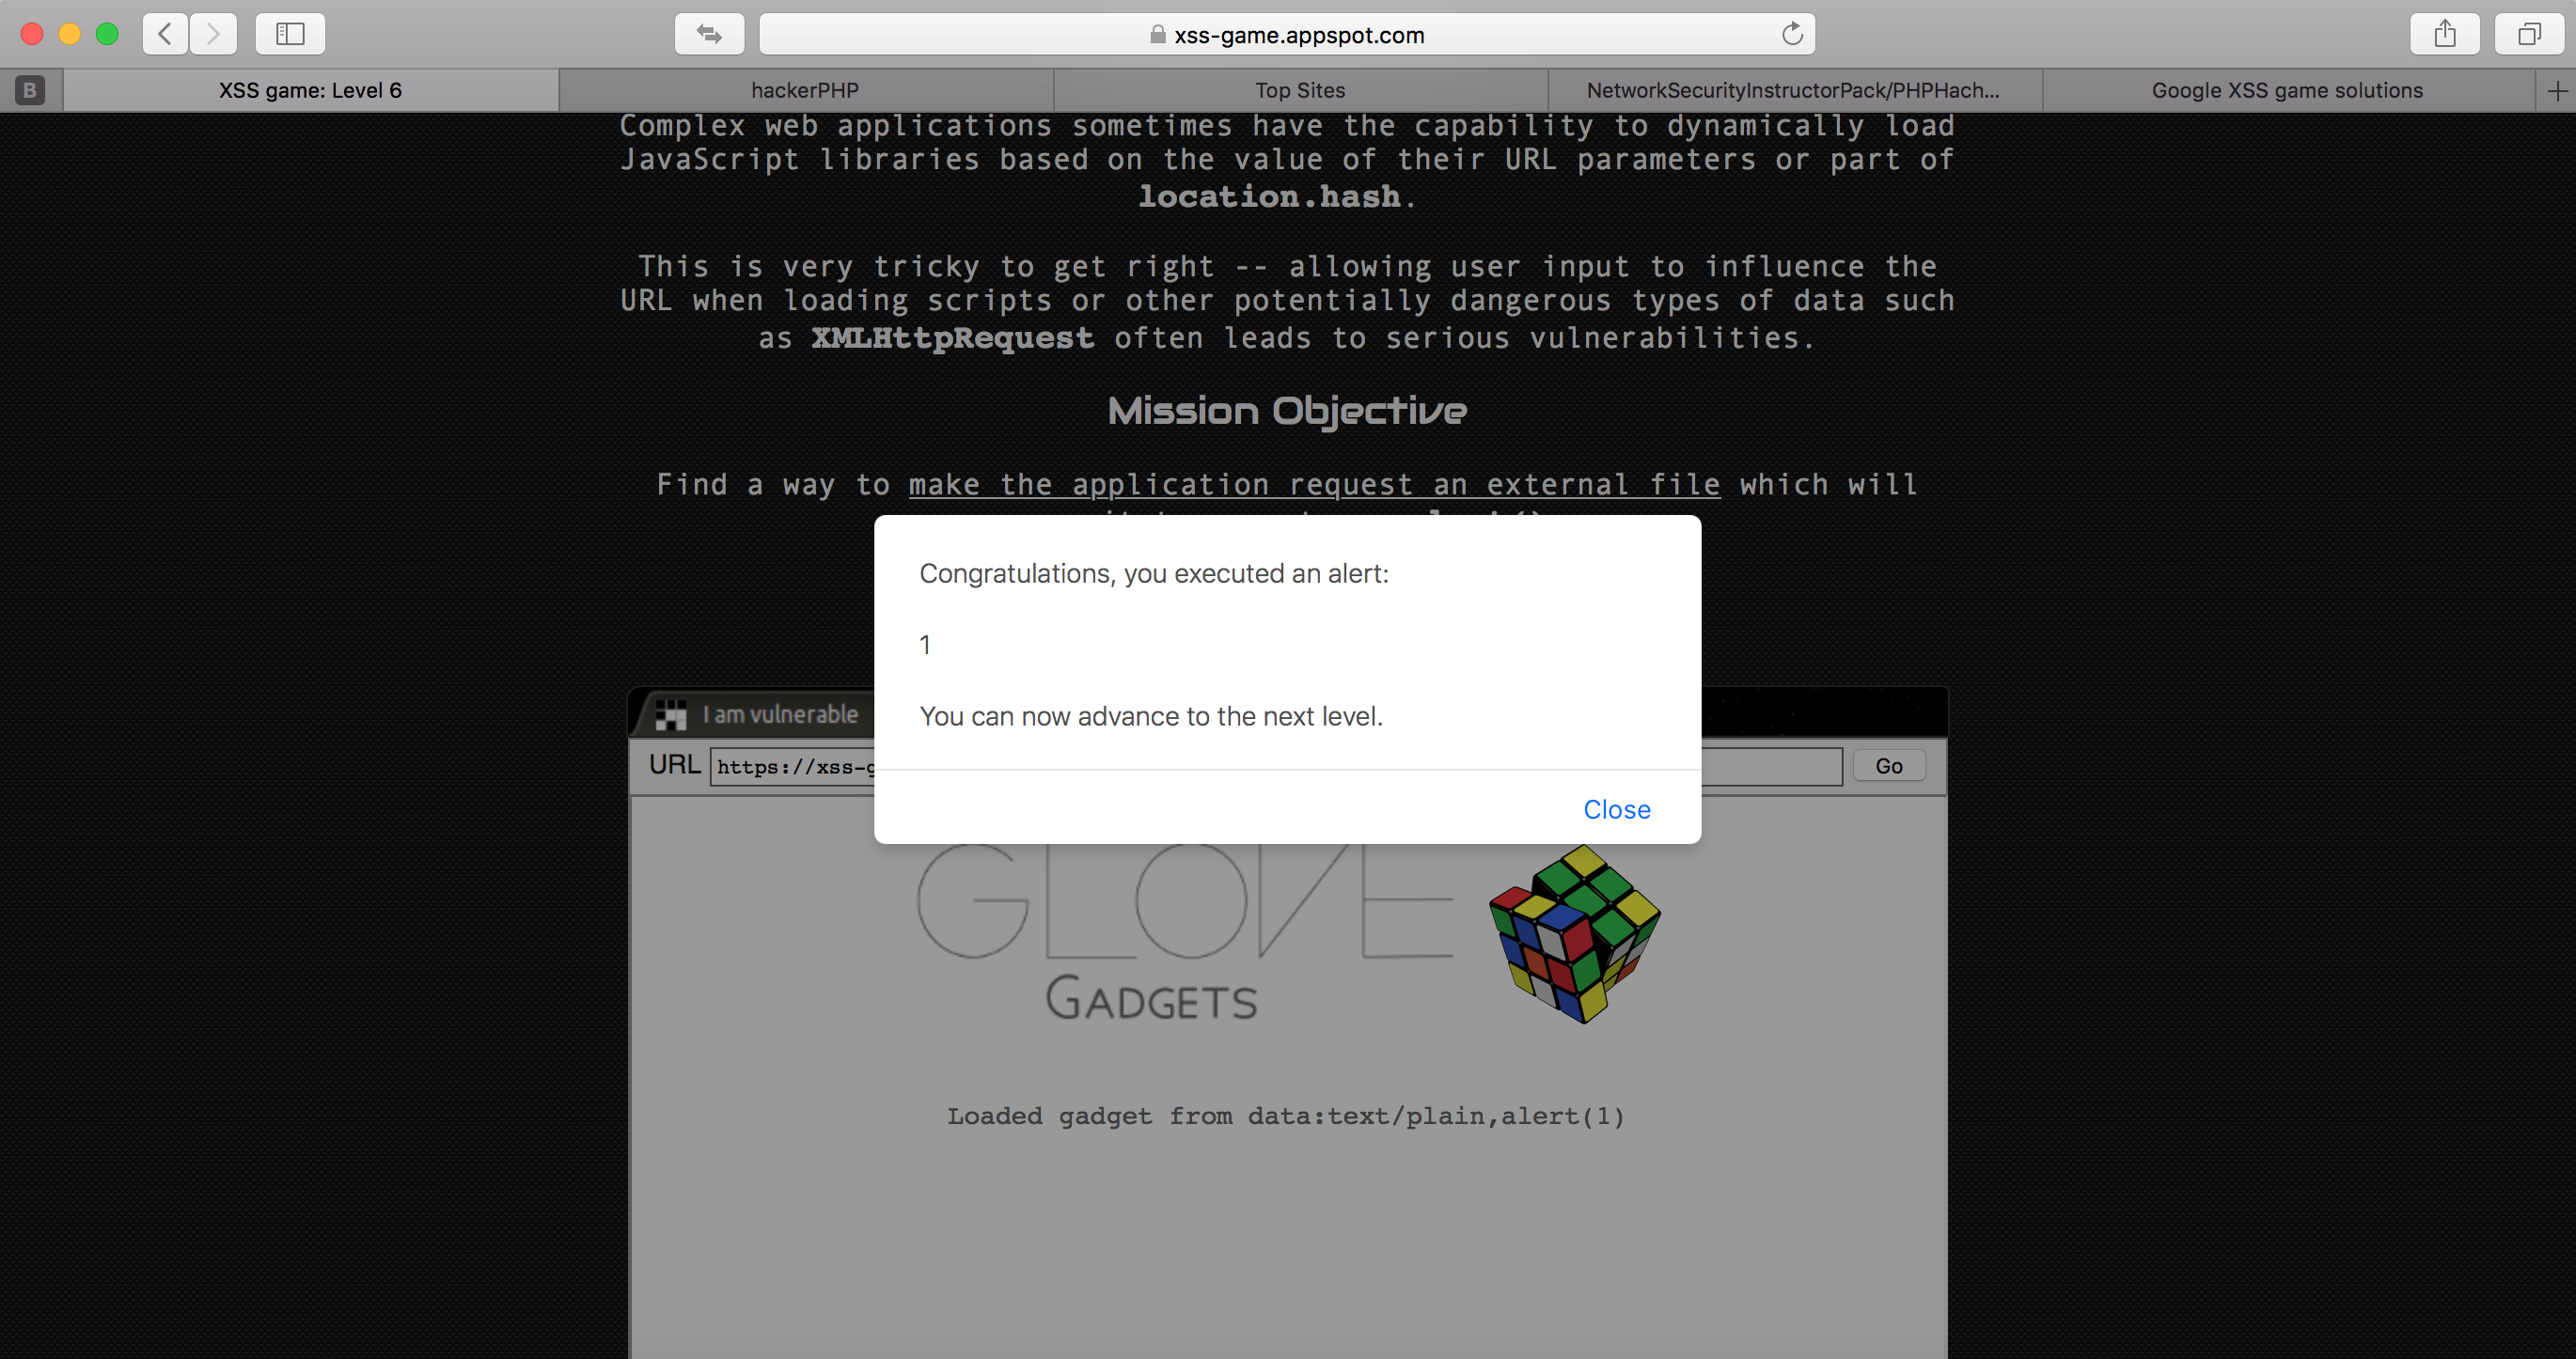 xss-game.appspot.com
B
XSS game: Level 6
hackerPHP
Top Sites
NetworkSecurityInstructorPack/PHPHach...
Google XSS game solutions
Complex web applications sometimes have the capability to dynamically load
JavaScript libraries based on the value of their URL parameters or part of
location.hash.
This is very tricky to get right -- allowing user input to influence the
URL when loading scripts or other potentially dangerous types of data such
as XMLHttpRequest often leads to serious vulnerabilities.
Mission Objective
Find a way to make the application request an external file which will
Congratulations, you executed an alert:
1
You can now advance to the next level.
Close
I am vulnerable
URL https://xss-g
Go
GLOVE
GADGETS
Loaded gadget from data:text/plain,alert(1)